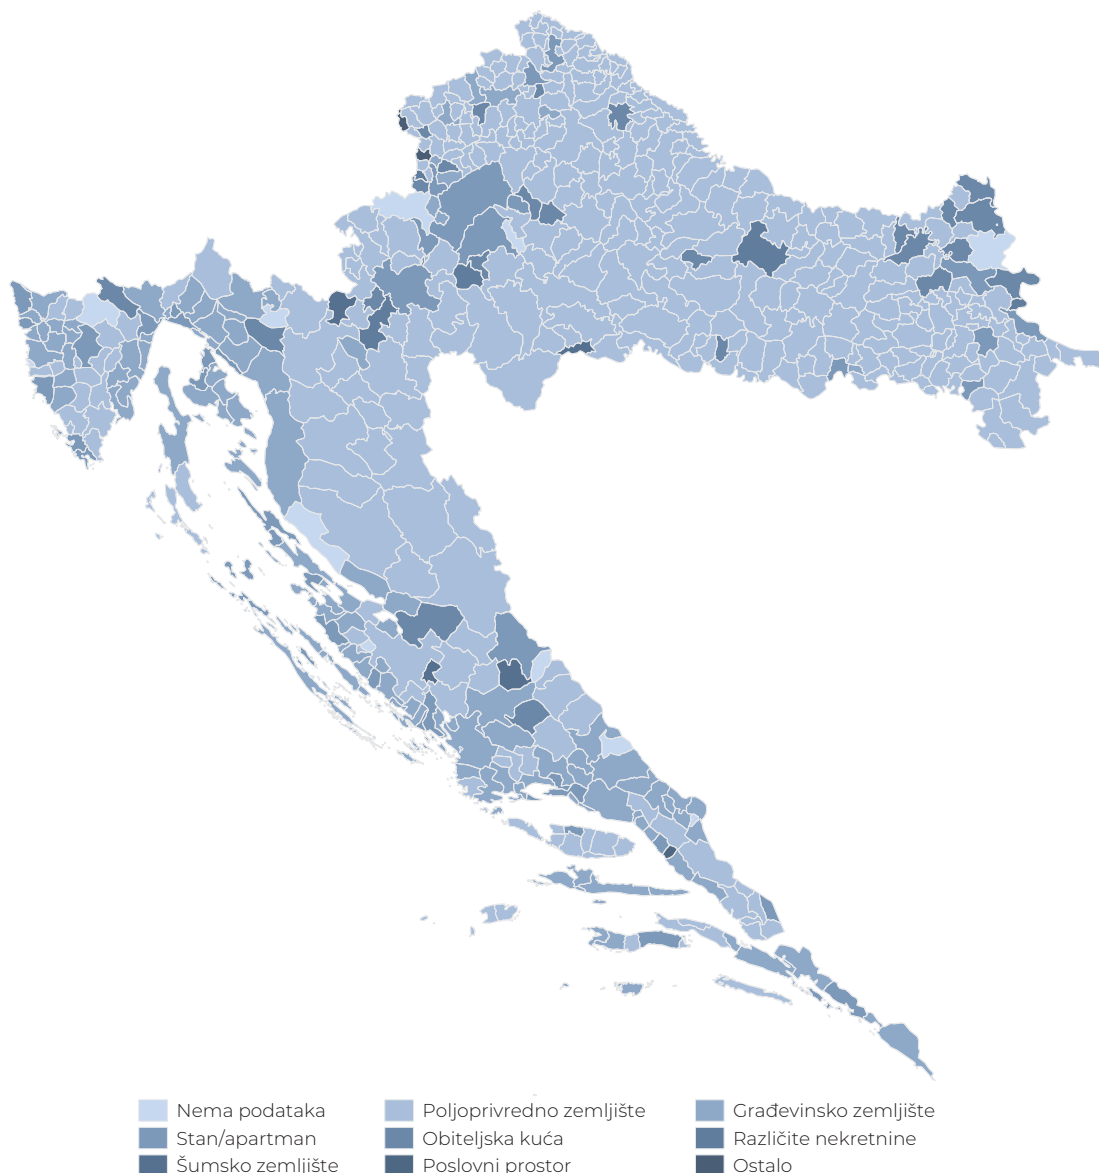 Nema podataka
Poljoprivredno zemljište
Građevinsko zemljište
Stan/apartman
Obiteljska kuća
Različite nekretnine
Šumsko zemljište
Poslovni prostor
Ostalo